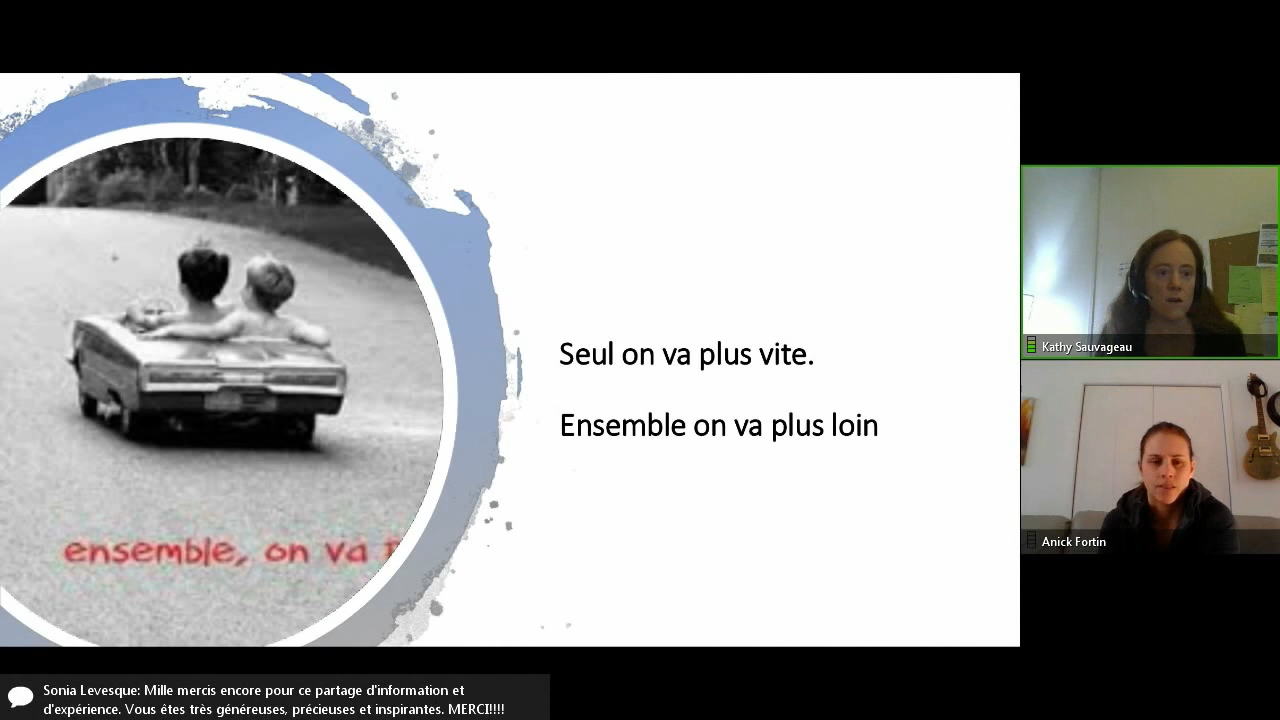 Seul on va plus vite.
Ensemble on va plus loin
ensemble, on va
Kathy Sauvageau
Anick Fortin
Sonia Levesque: Mille mercis encore pour ce partage d'information et
d'expérience. Vous êtes très généreuses, précieuses et inspirantes. MERCI!!!!